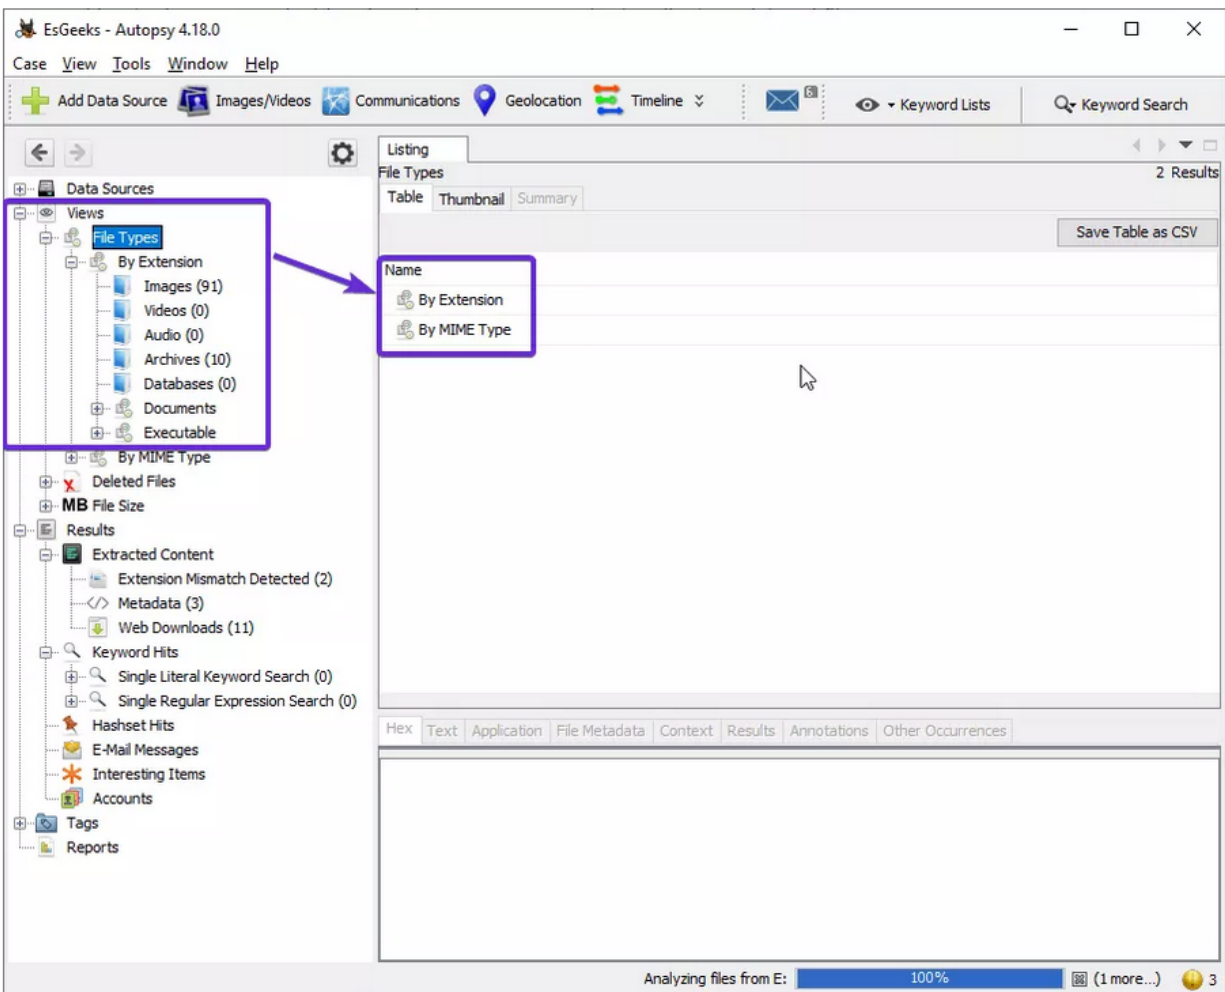 EsGeeks - Autopsy 4.18.0
Case View Tools Window Help
Add Data Source Images/Videos Communications Geolocation Timeline Keyword Lists Keyword Search
Listing
File Types 2 Results
Table Thumbnail Summary
Save Table as CSV
Name
By Extension
By MIME Type
Data Sources
Views
File Types
By Extension
Images (91)
Videos (0)
Audio (0)
Archives (10)
Databases (0)
Documents
Executable
By MIME Type
Deleted Files
MB File Size
Results
Extracted Content
Extension Mismatch Detected (2)
Metadata (3)
Web Downloads (11)
Keyword Hits
Single Literal Keyword Search (0)
Single Regular Expression Search (0)
Hashset Hits
E-Mail Messages
Interesting Items
Accounts
Tags
Reports
Hex Text Application File Metadata Context Results Annotations Other Occurrences
Analyzing files from E: 100% (1 more...) 3